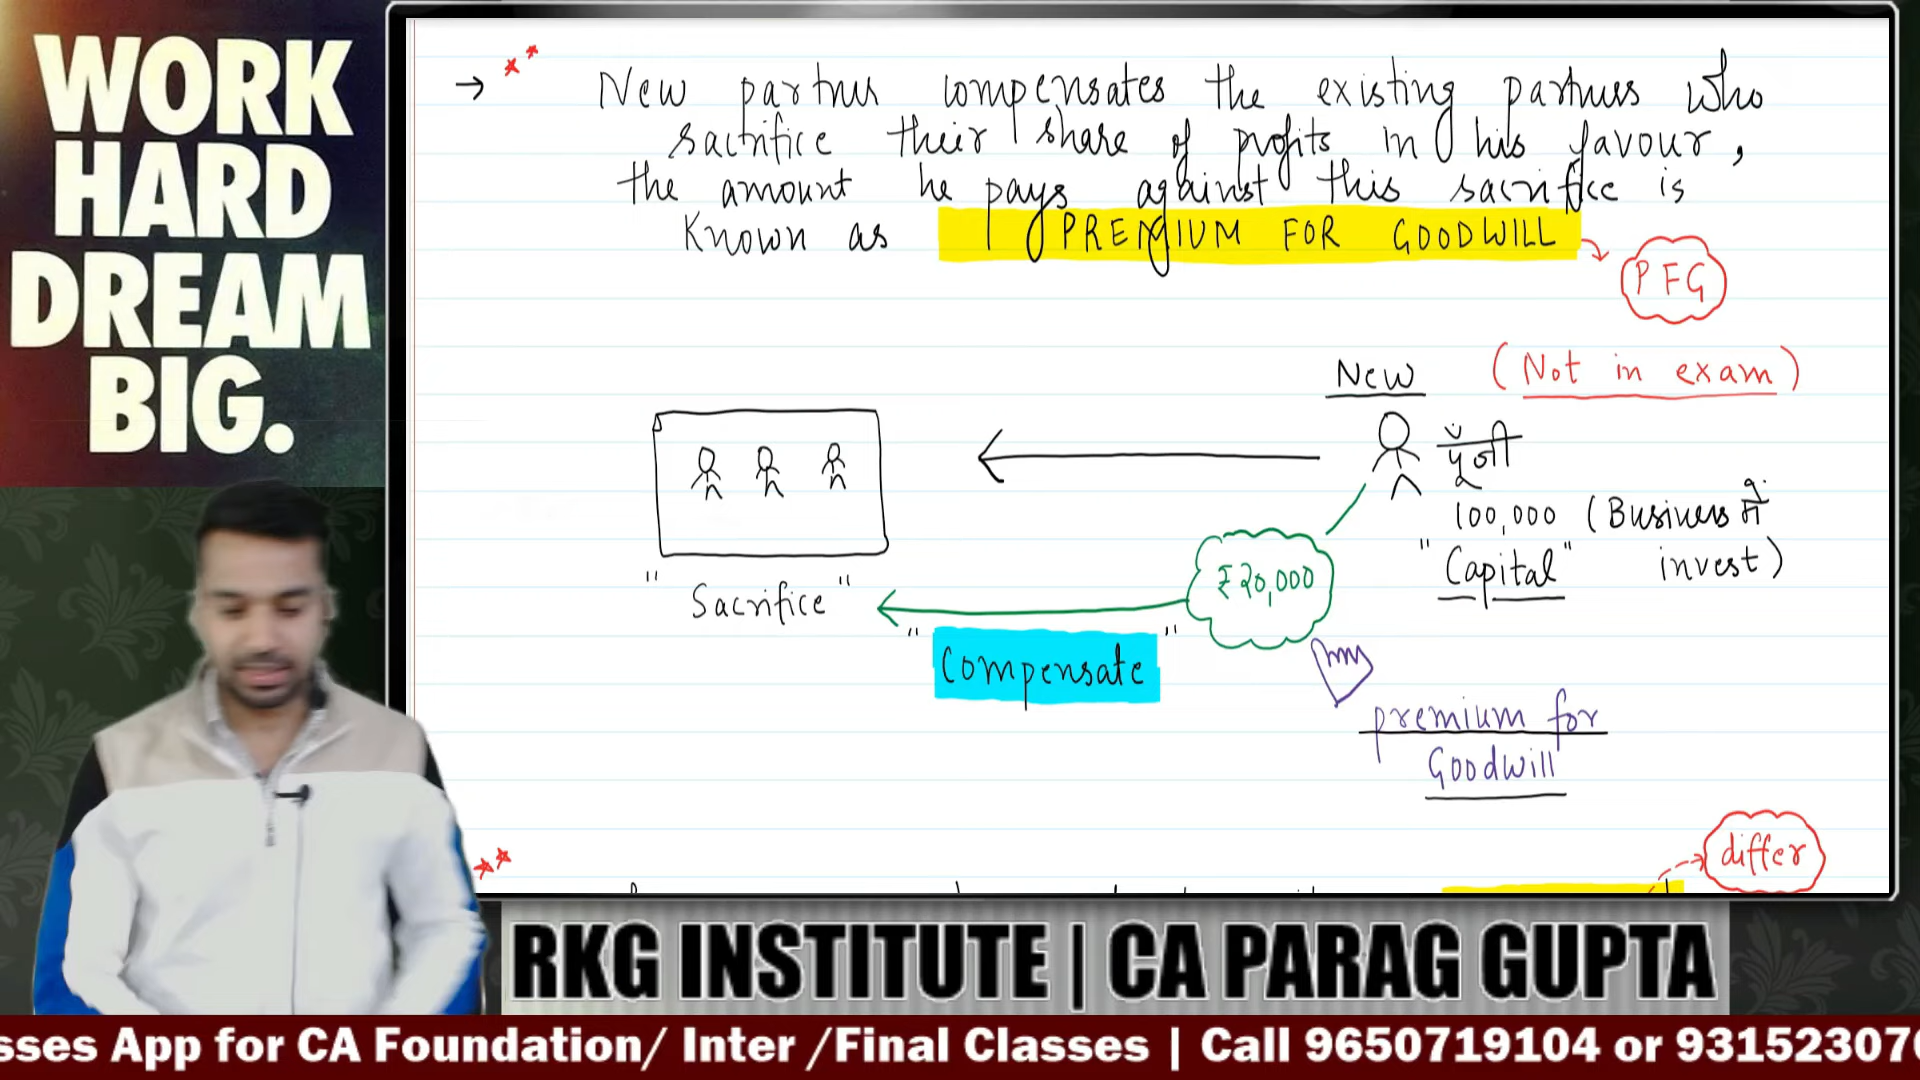 WORK
HARD
DREAM
BIG.
→ ** New partner compensates the existing partners who
sacrifice their share of profits in his favour,
the amount he pays against this sacrifice is
known as PREMIUM FOR GOODWILL
PFG
New (Not in exam)
पूंजी
100,000 (Business में
"Capital" invest)
₹20,000
"Sacrifice"
"Compensate"
premium for
Goodwill
**
differ
RKG INSTITUTE | CA PARAG GUPTA
sses App for CA Foundation/ Inter /Final Classes | Call 9650719104 or 931523070